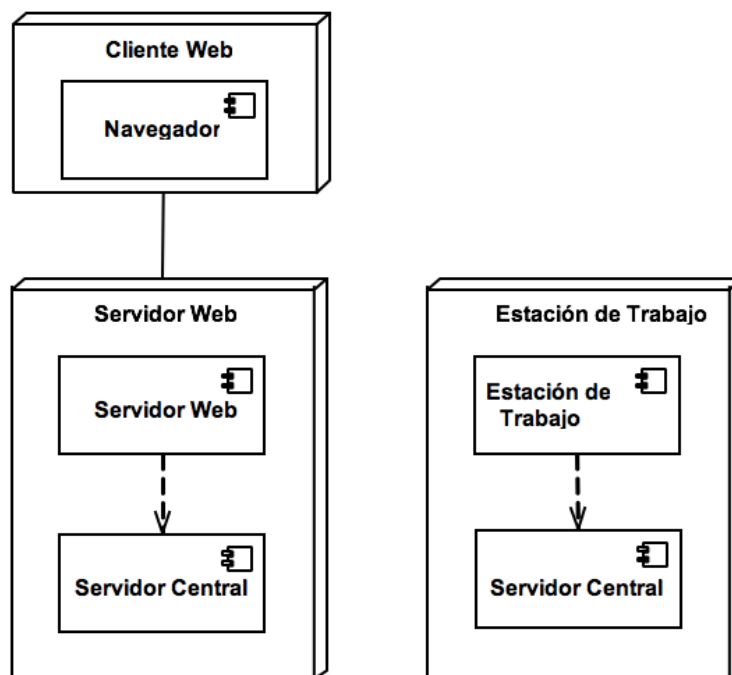 Cliente Web
Navegador
Servidor Web
Servidor Web
Servidor Central
Estación de Trabajo
Estación de
Trabajo
Servidor Central